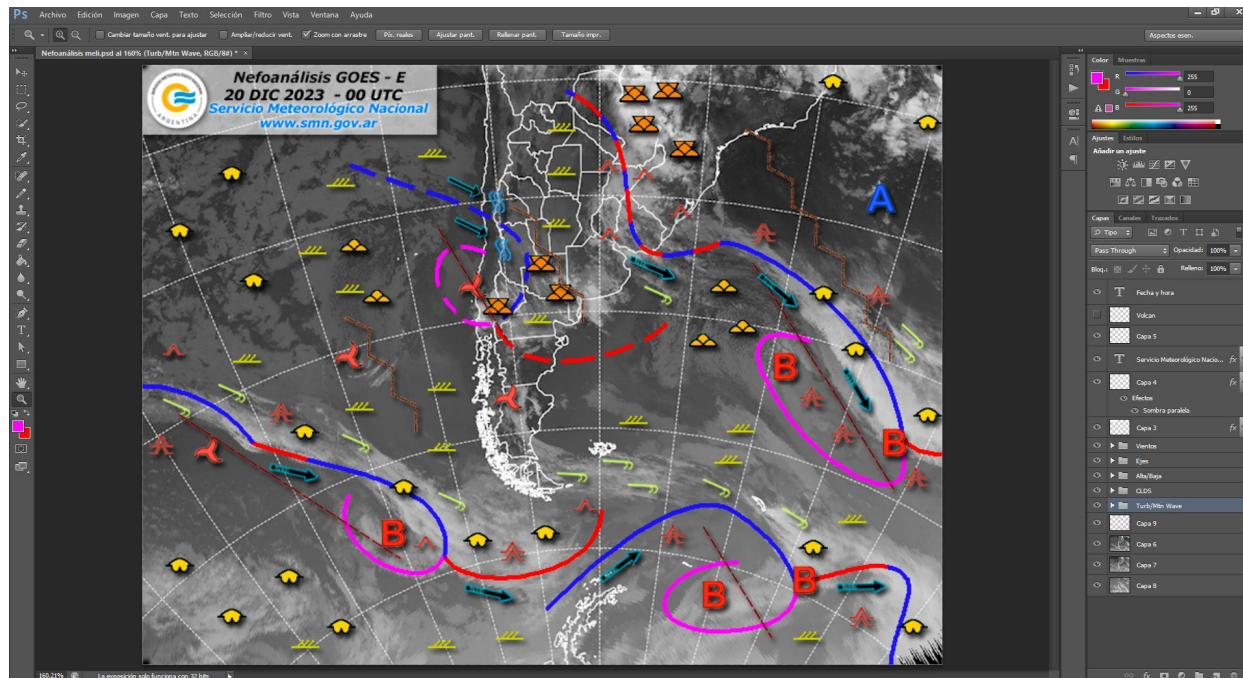 Ps Archivo Edición Imagen Capa Texto Selección Filtro Vista Ventana Ayuda
Cambiar tamaño vent. para ajustar Ampliar/reducir vent. Zoom con arrastre Píx. reales Ajustar pant. Rellenar pant. Tamaño impr. Aspectos esen.
Nefoanálisis meli.psd al 160% (Turb/Mtn Wave, RGB/8#) * ×
Nefoanálisis GOES - E
20 DIC 2023 - 00 UTC
Servicio Meteorológico Nacional
www.smn.gov.ar
ARGENTINA
A
B
B
B
B
B
Color Muestras
R 255
G 0
B 255
Ajustes Estilos
Añadir un ajuste
Capas Canales Trazados
Tipo
Pass Through Opacidad: 100%
Bloq.: Relleno: 100%
T Fecha y hora
Volcan
Capa 5
T Servicio Meteorológico Nacio... fx
Capa 4 fx
Efectos
Sombra paralela
Capa 3 fx
Vientos
Ejes
Alta/Baja
CLDS
Turb/Mtn Wave
Capa 9
Capa 6
Capa 7
Capa 8
160,21% La exposición solo funciona con 32 bits